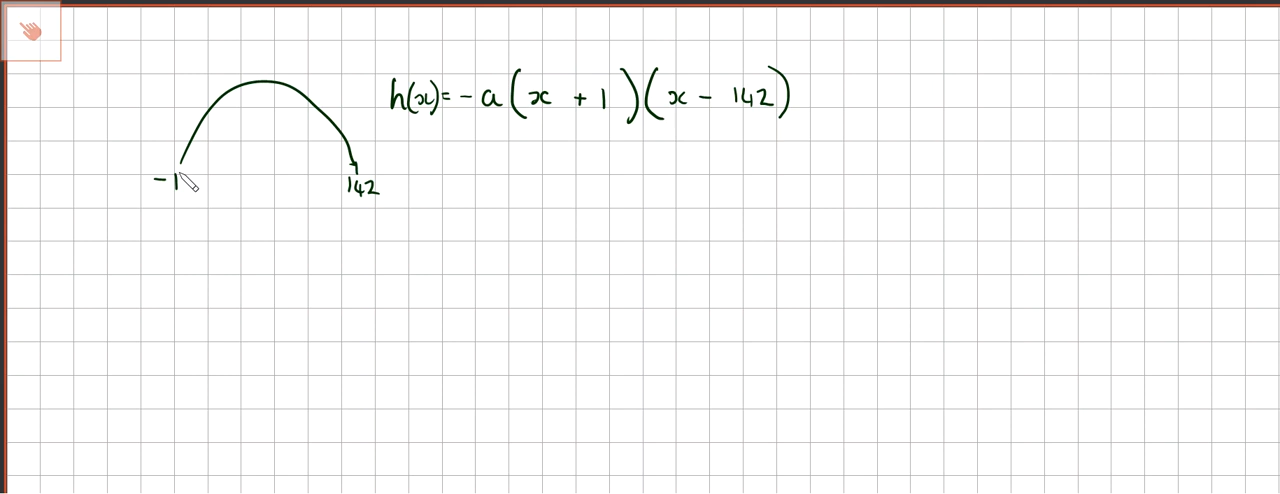 h(x) = -a(x + 1)(x - 142)
-1
142